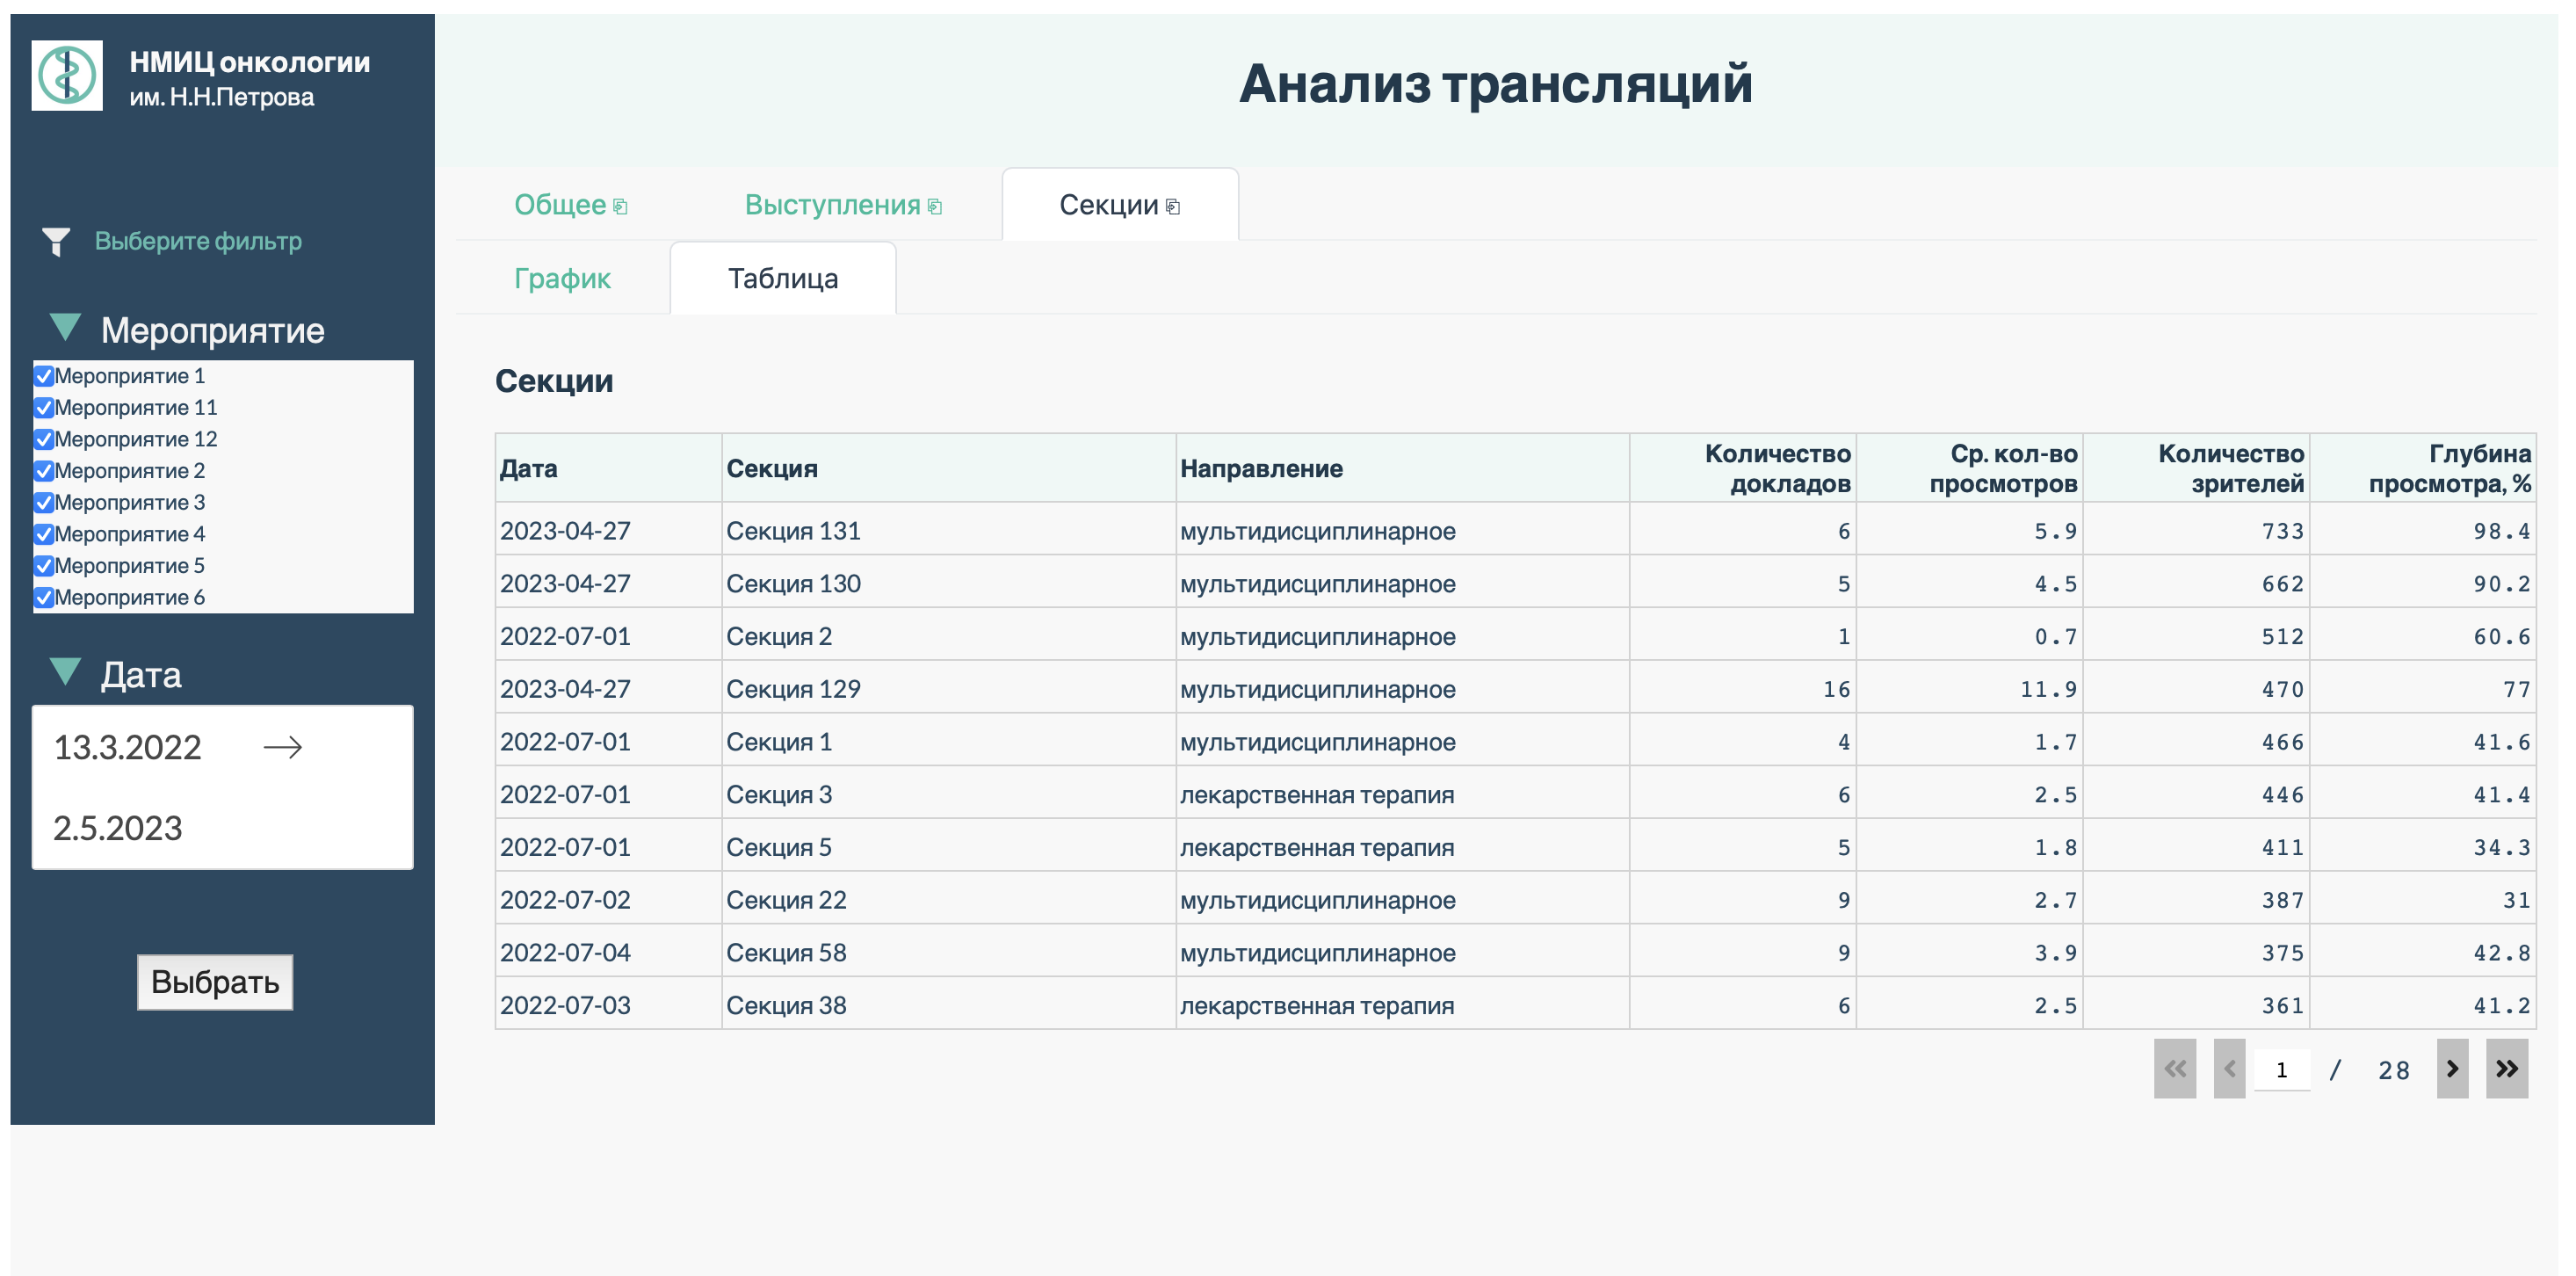 НМИЦ онкологии
им. Н.Н.Петрова
Анализ трансляций
Общее Выступления Секции
Выберите фильтр
График Таблица
Мероприятие
Мероприятие 1
Мероприятие 11
Мероприятие 12
Мероприятие 2
Мероприятие 3
Мероприятие 4
Мероприятие 5
Мероприятие 6
Дата
13.3.2022 →
2.5.2023
Выбрать
Секции
Дата Секция Направление Количество докладов Ср. кол-во просмотров Количество зрителей Глубина просмотра, %
2023-04-27 Секция 131 мультидисциплинарное 6 5.9 733 98.4
2023-04-27 Секция 130 мультидисциплинарное 5 4.5 662 90.2
2022-07-01 Секция 2 мультидисциплинарное 1 0.7 512 60.6
2023-04-27 Секция 129 мультидисциплинарное 16 11.9 470 77
2022-07-01 Секция 1 мультидисциплинарное 4 1.7 466 41.6
2022-07-01 Секция 3 лекарственная терапия 6 2.5 446 41.4
2022-07-01 Секция 5 лекарственная терапия 5 1.8 411 34.3
2022-07-02 Секция 22 мультидисциплинарное 9 2.7 387 31
2022-07-04 Секция 58 мультидисциплинарное 9 3.9 375 42.8
2022-07-03 Секция 38 лекарственная терапия 6 2.5 361 41.2
« ‹ 1 / 28 › »